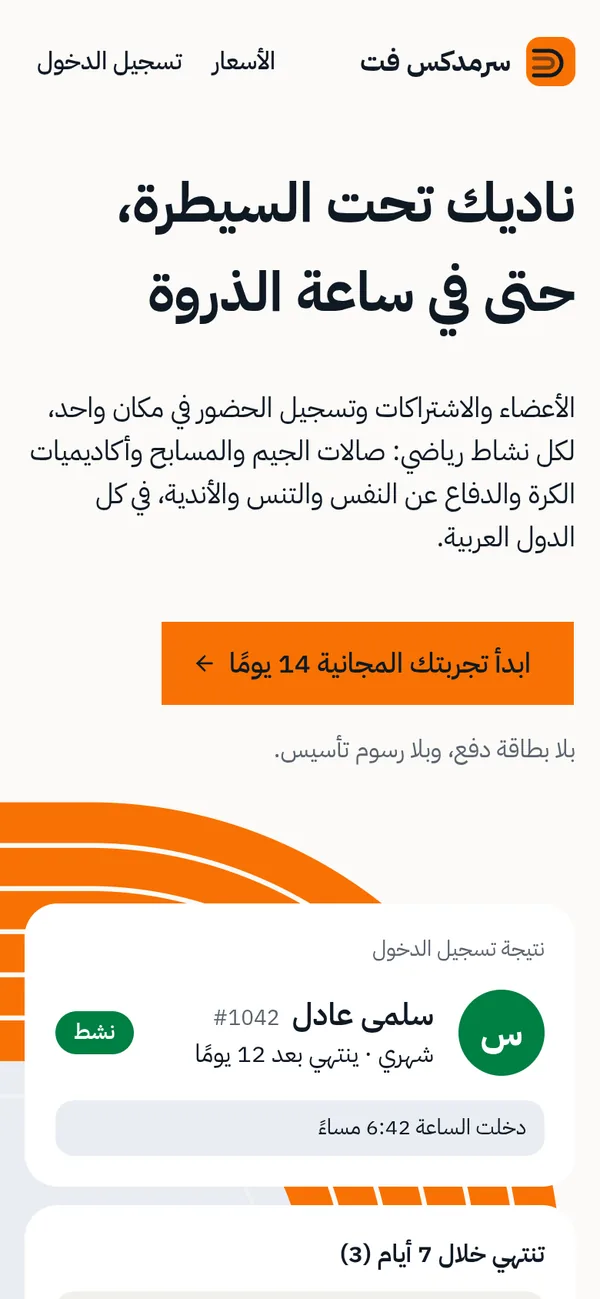 سرمدكس فت
الأسعار
تسجيل الدخول
ناديك تحت السيطرة،
حتى في ساعة الذروة
الأعضاء والاشتراكات وتسجيل الحضور في مكان واحد،
لكل نشاط رياضي: صالات الجيم والمسابح وأكاديميات
الكرة والدفاع عن النفس والتنس والأندية، في كل
الدول العربية.
ابدأ تجربتك المجانية 14 يومًا ←
بلا بطاقة دفع، وبلا رسوم تأسيس.
نتيجة تسجيل الدخول
س
سلمى عادل #1042
شهري · ينتهي بعد 12 يومًا
نشط
دخلت الساعة 6:42 مساءً
تنتهي خلال 7 أيام (3)